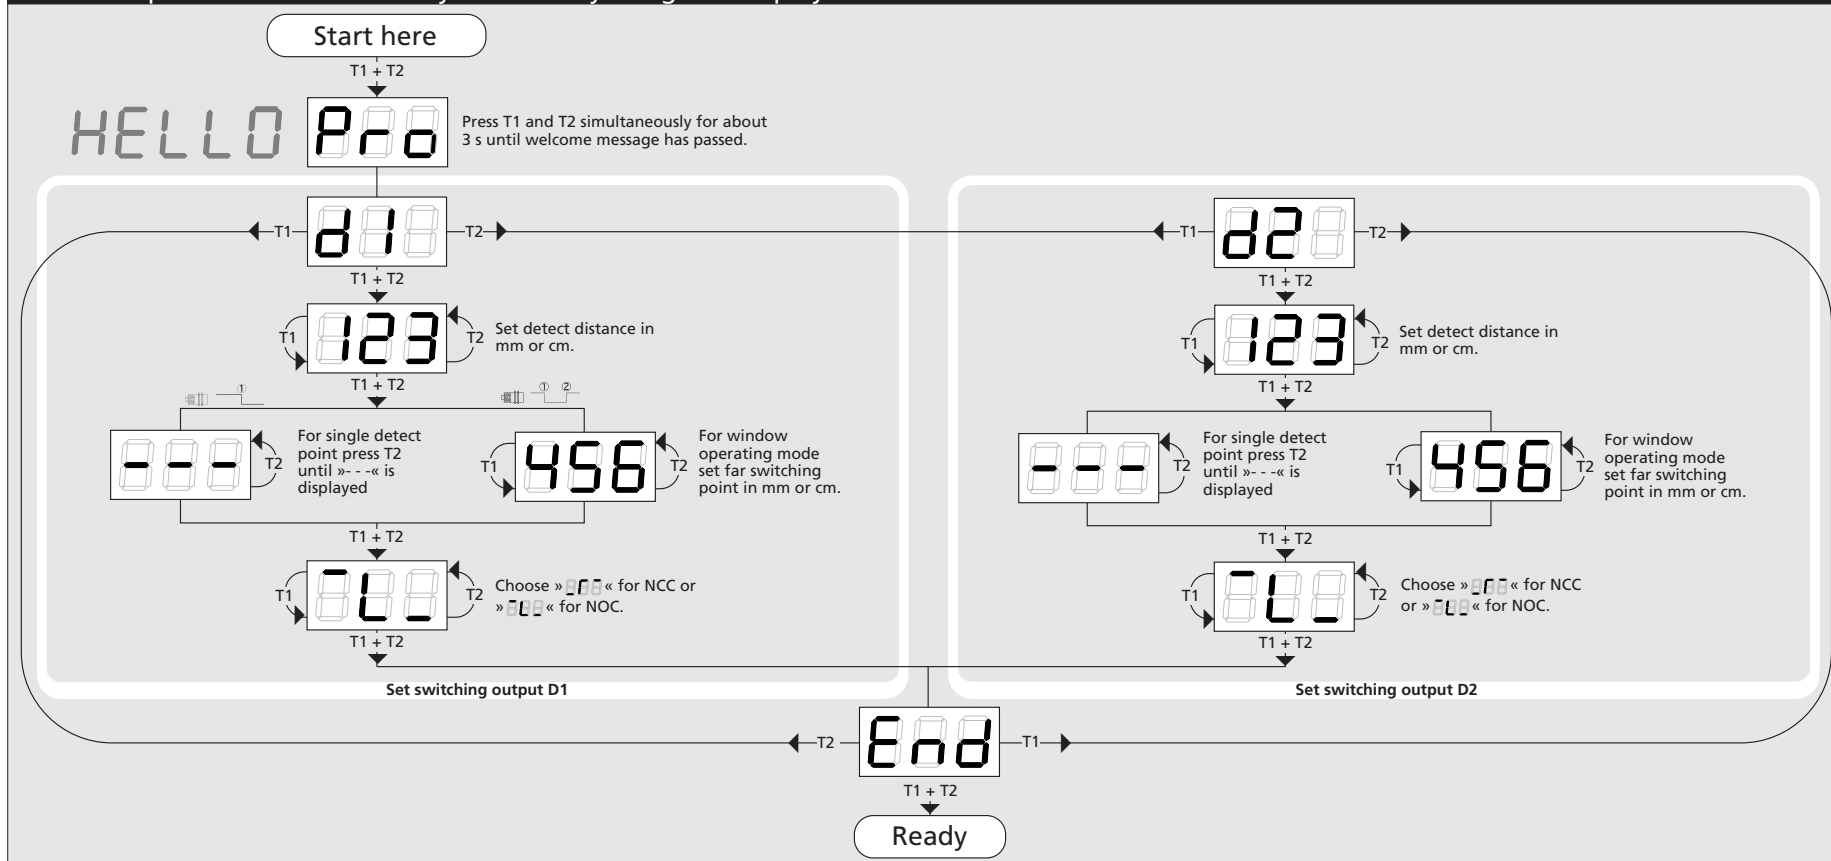 Start here
T1 + T2
HELLO
Pro
Press T1 and T2 simultaneously for about
3 s until welcome message has passed.
T1
d1
T2
T1 + T2
T1
123
T2
Set detect distance in
mm or cm.
T1 + T2
①
① ②
- - -
T2
For single detect
point press T2
until »- - -« is
displayed
T1
456
T2
For window
operating mode
set far switching
point in mm or cm.
T1 + T2
T1
T2
Choose » « for NCC or
» « for NOC.
T1 + T2
Set switching output D1
T1
d2
T2
T1 + T2
T1
123
T2
Set detect distance in
mm or cm.
T1 + T2
- - -
T2
For single detect
point press T2
until »- - -« is
displayed
T1
456
T2
For window
operating mode
set far switching
point in mm or cm.
T1 + T2
T1
T2
Choose » « for NCC
or » « for NOC.
T1 + T2
Set switching output D2
T2
End
T1
T1 + T2
Ready